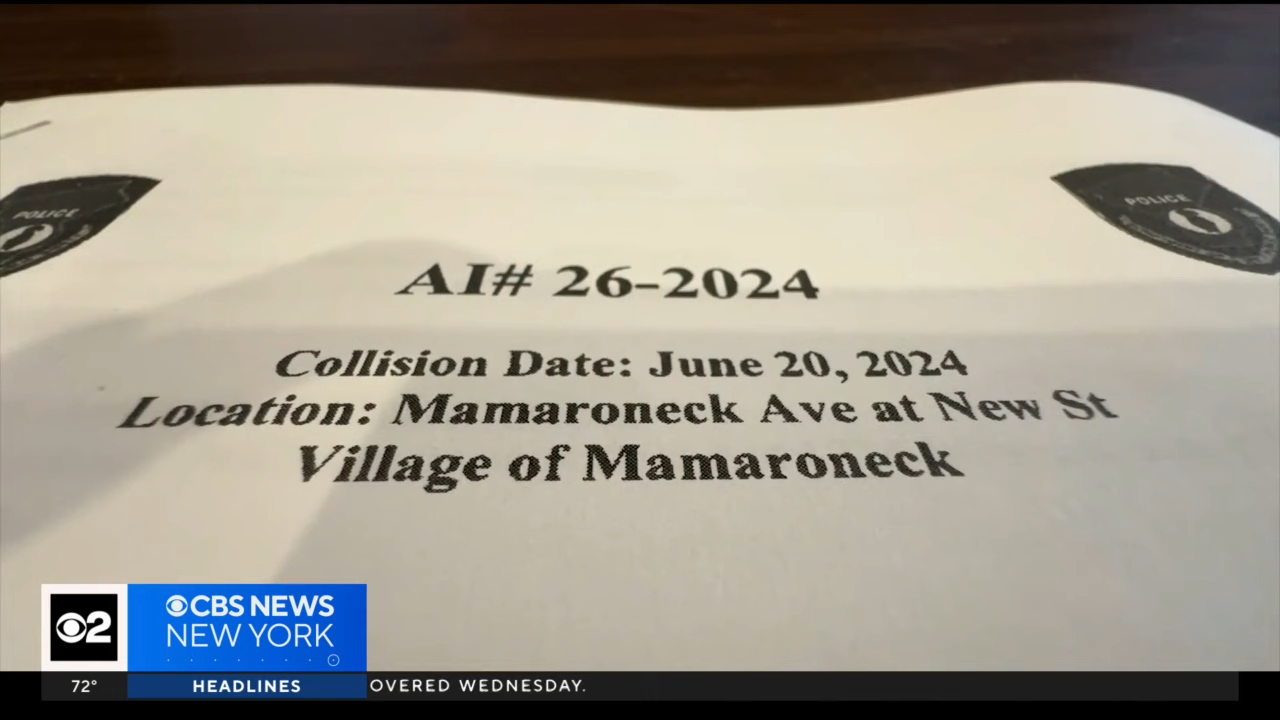 POLICE
POLICE
AI# 26-2024
Collision Date: June 20, 2024
Location: Mamaroneck Ave at New St
Village of Mamaroneck
2
CBS NEWS
NEW YORK
72°
HEADLINES
OVERED WEDNESDAY.